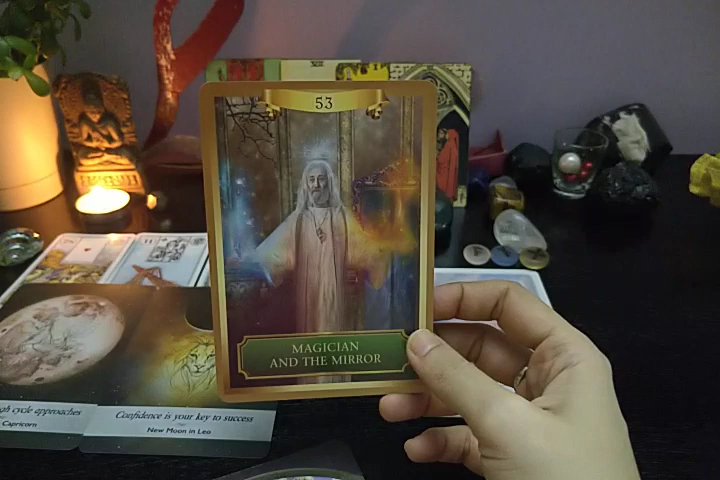 53
MAGICIAN
AND THE MIRROR
cycle approaches
Capricorn
Confidence is your key to success
New Moon in Leo